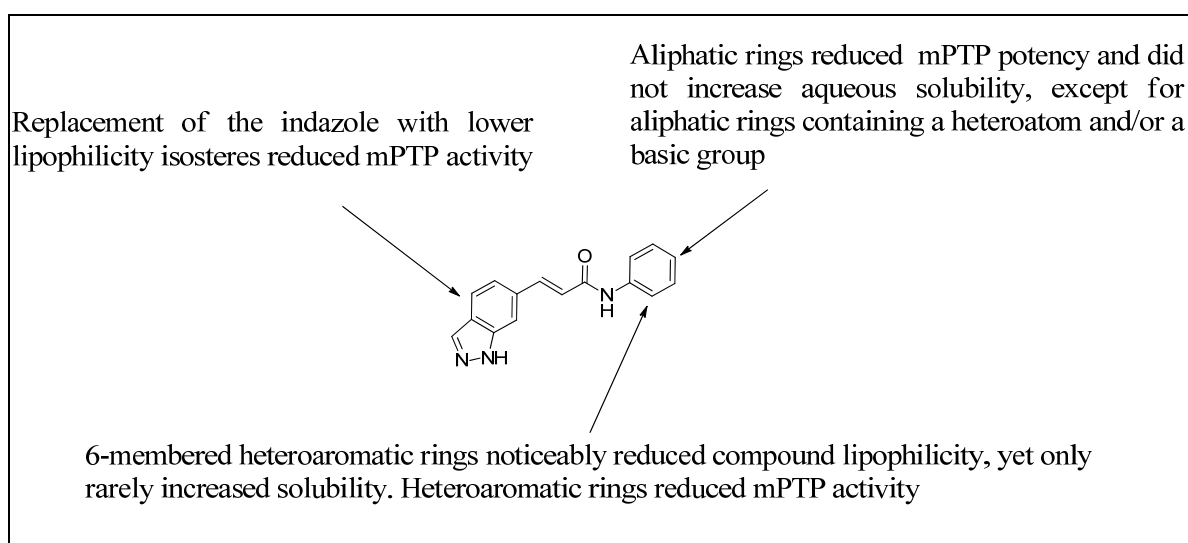 Replacement of the indazole with lower
lipophilicity isosteres reduced mPTP activity
Aliphatic rings reduced mPTP potency and did
not increase aqueous solubility, except for
aliphatic rings containing a heteroatom and/or a
basic group
O
N
H
N
NH
6-membered heteroaromatic rings noticeably reduced compound lipophilicity, yet only
rarely increased solubility. Heteroaromatic rings reduced mPTP activity